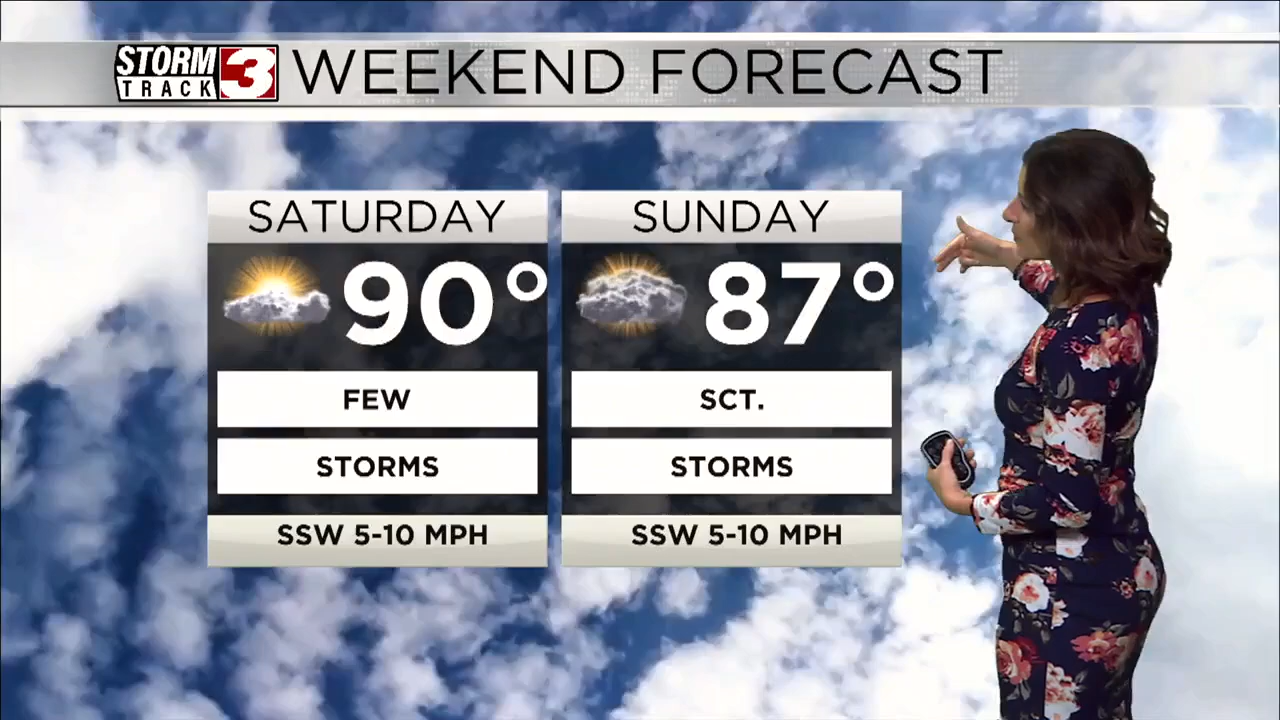 STORM
TRACK 3
WEEKEND FORECAST
SATURDAY
90°
FEW
STORMS
SSW 5-10 MPH
SUNDAY
87°
SCT.
STORMS
SSW 5-10 MPH